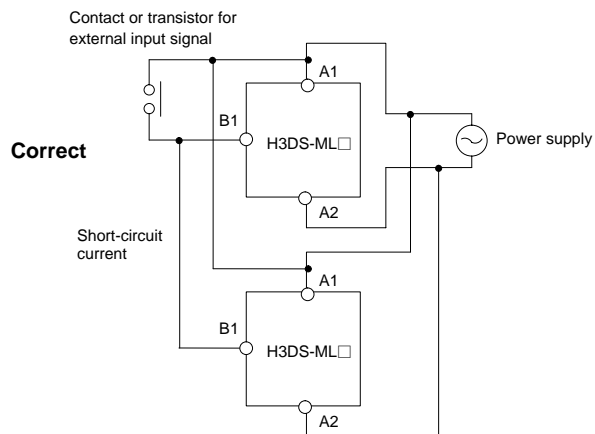 Contact or transistor for
external input signal
A1
B1
H3DS-ML□
Power supply
Correct
A2
Short-circuit
current
A1
B1
H3DS-ML□
A2